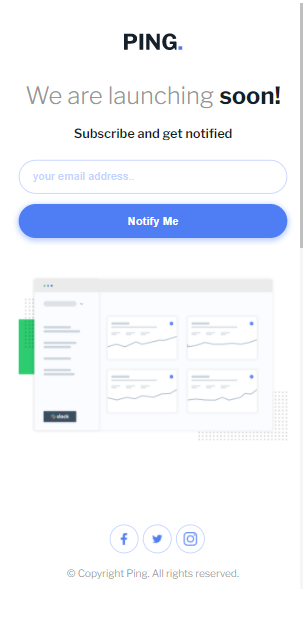 PING.
We are launching soon!
Subscribe and get notified
your email address..
Notify Me
slack
© Copyright Ping. All rights reserved.